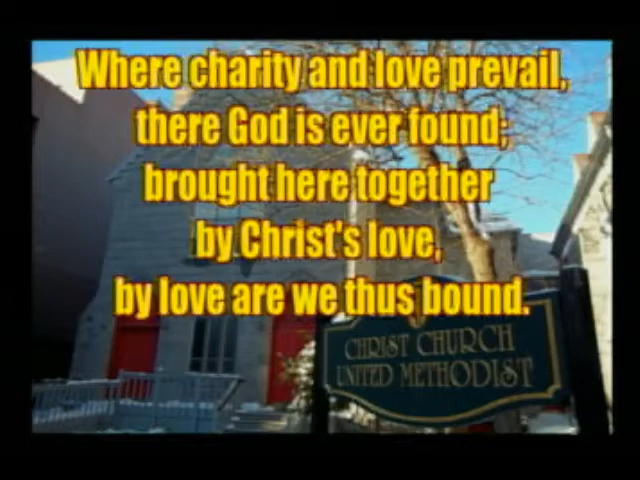 Where charity and love prevail,
there God is ever found;
brought here together
by Christ's love,
by love are we thus bound.
CHRIST CHURCH
UNITED METHODIST